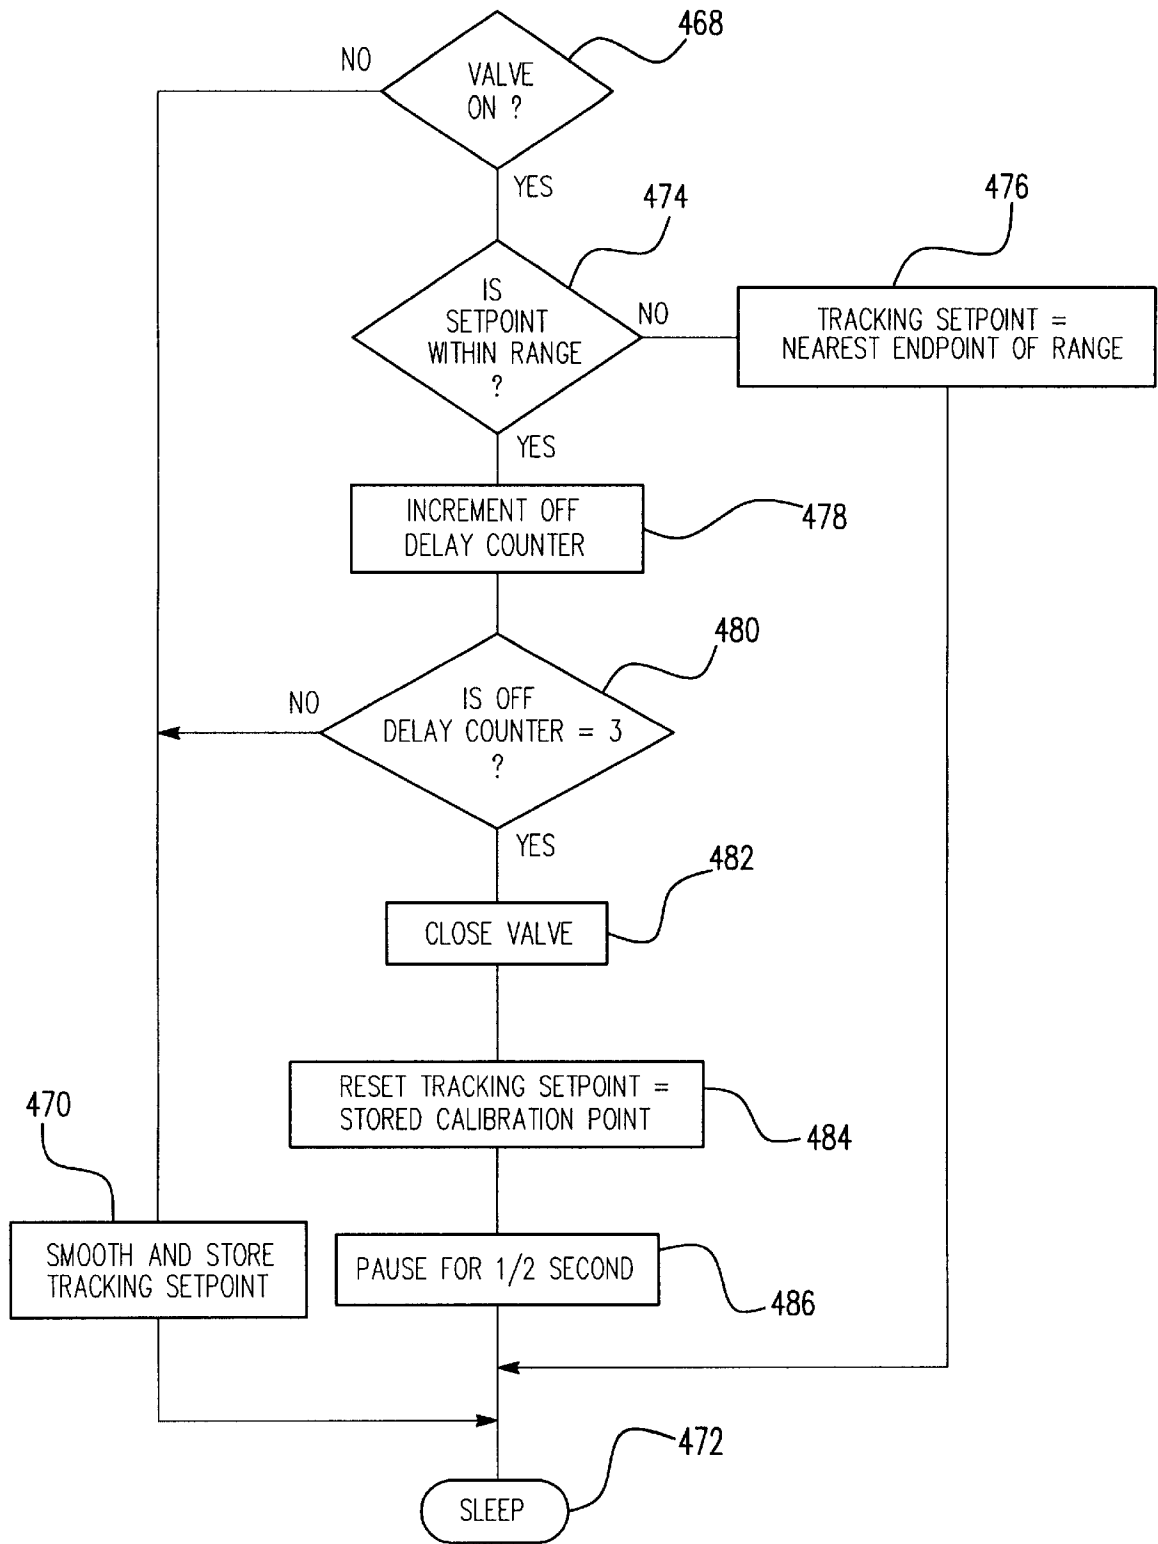 468
NO
VALVE
ON ?
YES
474
476
IS
SETPOINT
WITHIN RANGE
?
NO
TRACKING SETPOINT =
NEAREST ENDPOINT OF RANGE
YES
INCREMENT OFF
DELAY COUNTER
478
480
NO
IS OFF
DELAY COUNTER = 3
?
YES
482
CLOSE VALVE
RESET TRACKING SETPOINT =
STORED CALIBRATION POINT
484
470
SMOOTH AND STORE
TRACKING SETPOINT
PAUSE FOR 1/2 SECOND
486
472
SLEEP